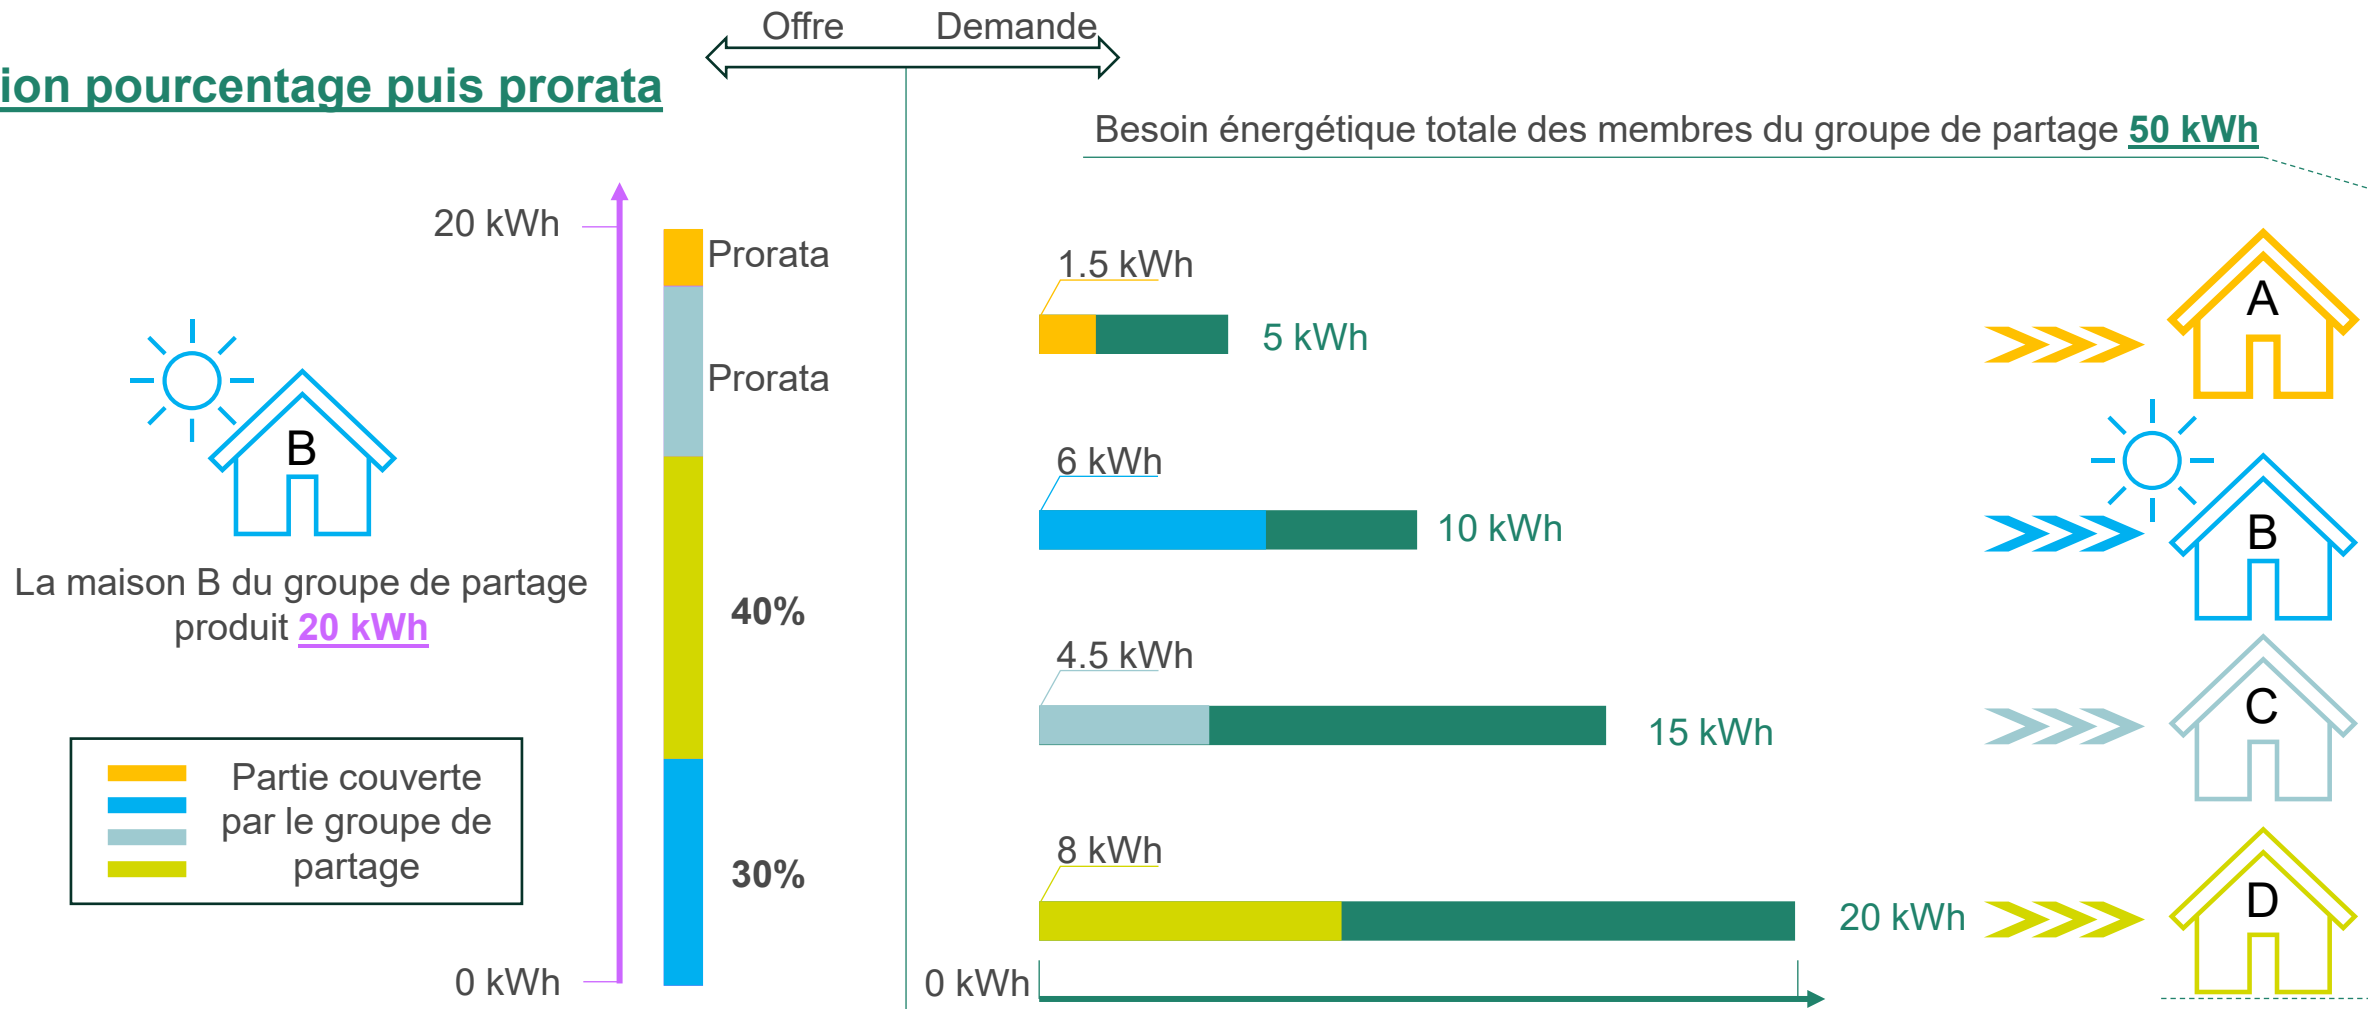 Offre
Demande
ion pourcentage puis prorata
Besoin énergétique totale des membres du groupe de partage 50 kWh
20 kWh
Prorata
Prorata
40%
30%
0 kWh
B
La maison B du groupe de partage
produit 20 kWh
Partie couverte
par le groupe de
partage
1.5 kWh
5 kWh
A
6 kWh
10 kWh
B
4.5 kWh
15 kWh
C
8 kWh
20 kWh
D
0 kWh